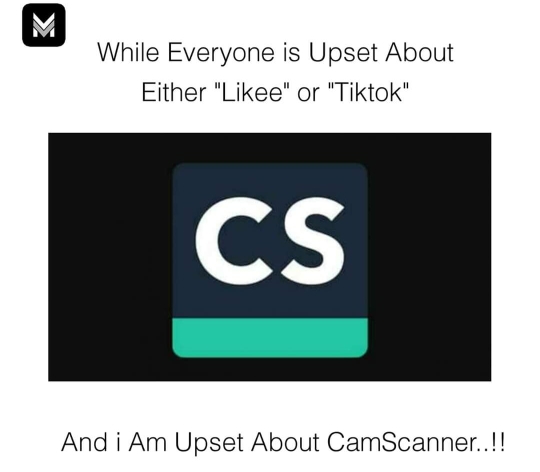 M
While Everyone is Upset About
Either "Likee" or "Tiktok"
CS
And i Am Upset About CamScanner..!!